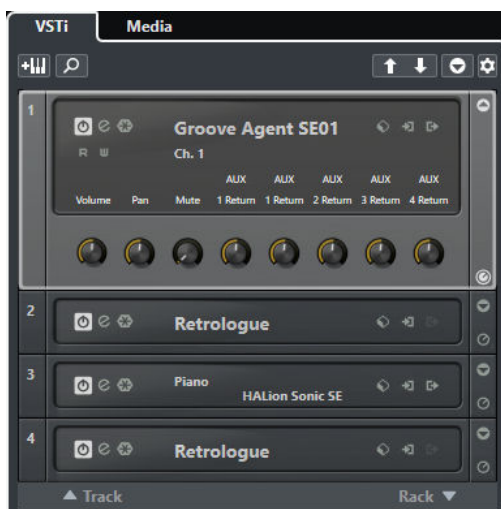 VSTi Media
1
Groove Agent SE01
R W
Ch. 1
AUX AUX AUX AUX AUX
Volume Pan Mute 1 Return 1 Return 2 Return 3 Return 4 Return
2
Retrologue
3
Piano
HALion Sonic SE
4
Retrologue
Track Rack